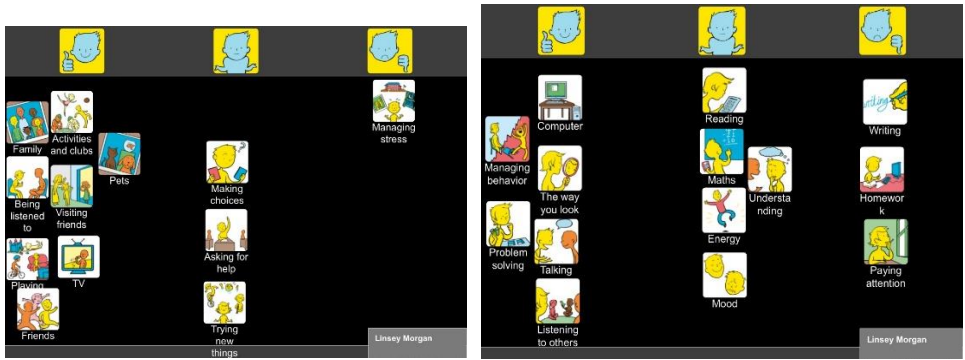 Managing
stress
Family
Activities
and clubs
Pets
Being
listened
to
Visiting
friends
Making
choices
Asking for
help
Playing
TV
Friends
Trying
new
things
Linsey Morgan
Computer
Reading
Writing
writing
Managing
behavior
The way
you look
Maths
Understa
nding
Homewor
k
Problem
solving
Talking
Energy
Paying
attention
Listening
to others
Mood
Linsey Morgan